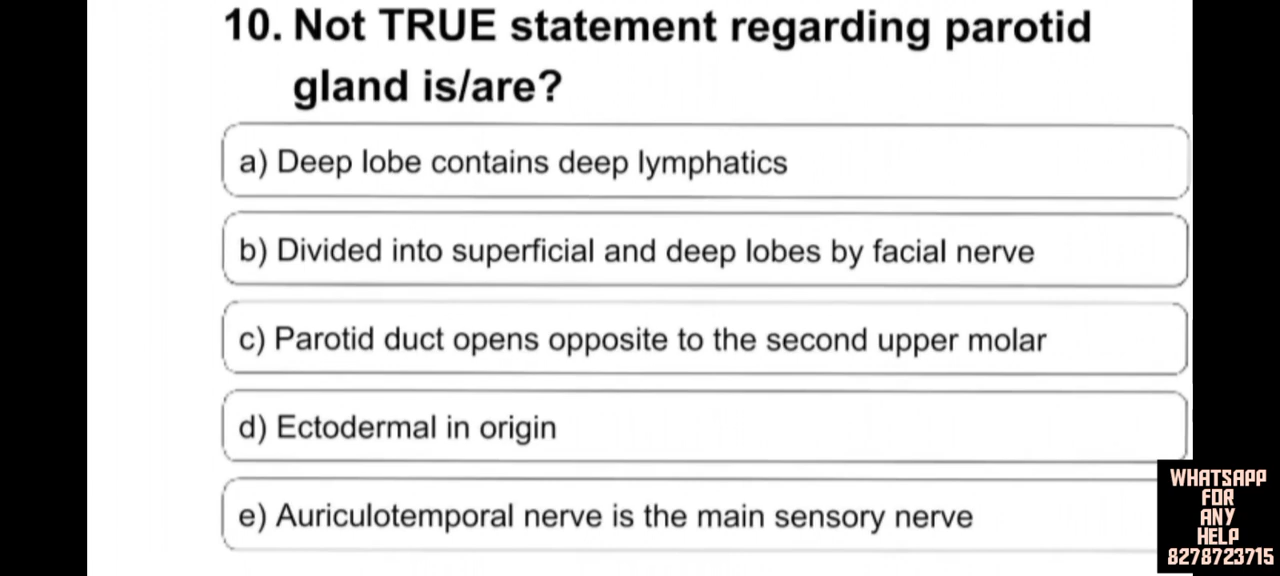 10. Not TRUE statement regarding parotid
gland is/are?
a) Deep lobe contains deep lymphatics
b) Divided into superficial and deep lobes by facial nerve
c) Parotid duct opens opposite to the second upper molar
d) Ectodermal in origin
e) Auriculotemporal nerve is the main sensory nerve
WHATSAPP
FOR
ANY
HELP
8278723715